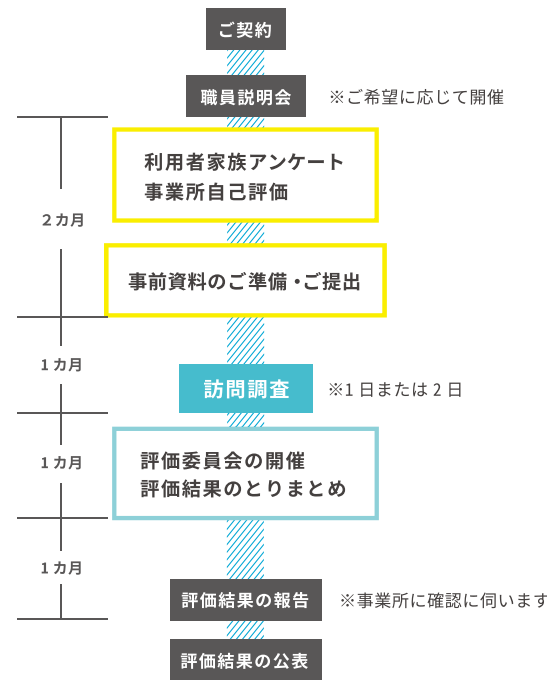 ご契約
職員説明会
※ご希望に応じて開催
利用者家族アンケート
事業所自己評価
2カ月
事前資料のご準備・ご提出
1カ月
訪問調査
※1日または2日
評価委員会の開催
1カ月
評価結果のとりまとめ
1カ月
評価結果の報告
※事業所に確認に伺います
評価結果の公表